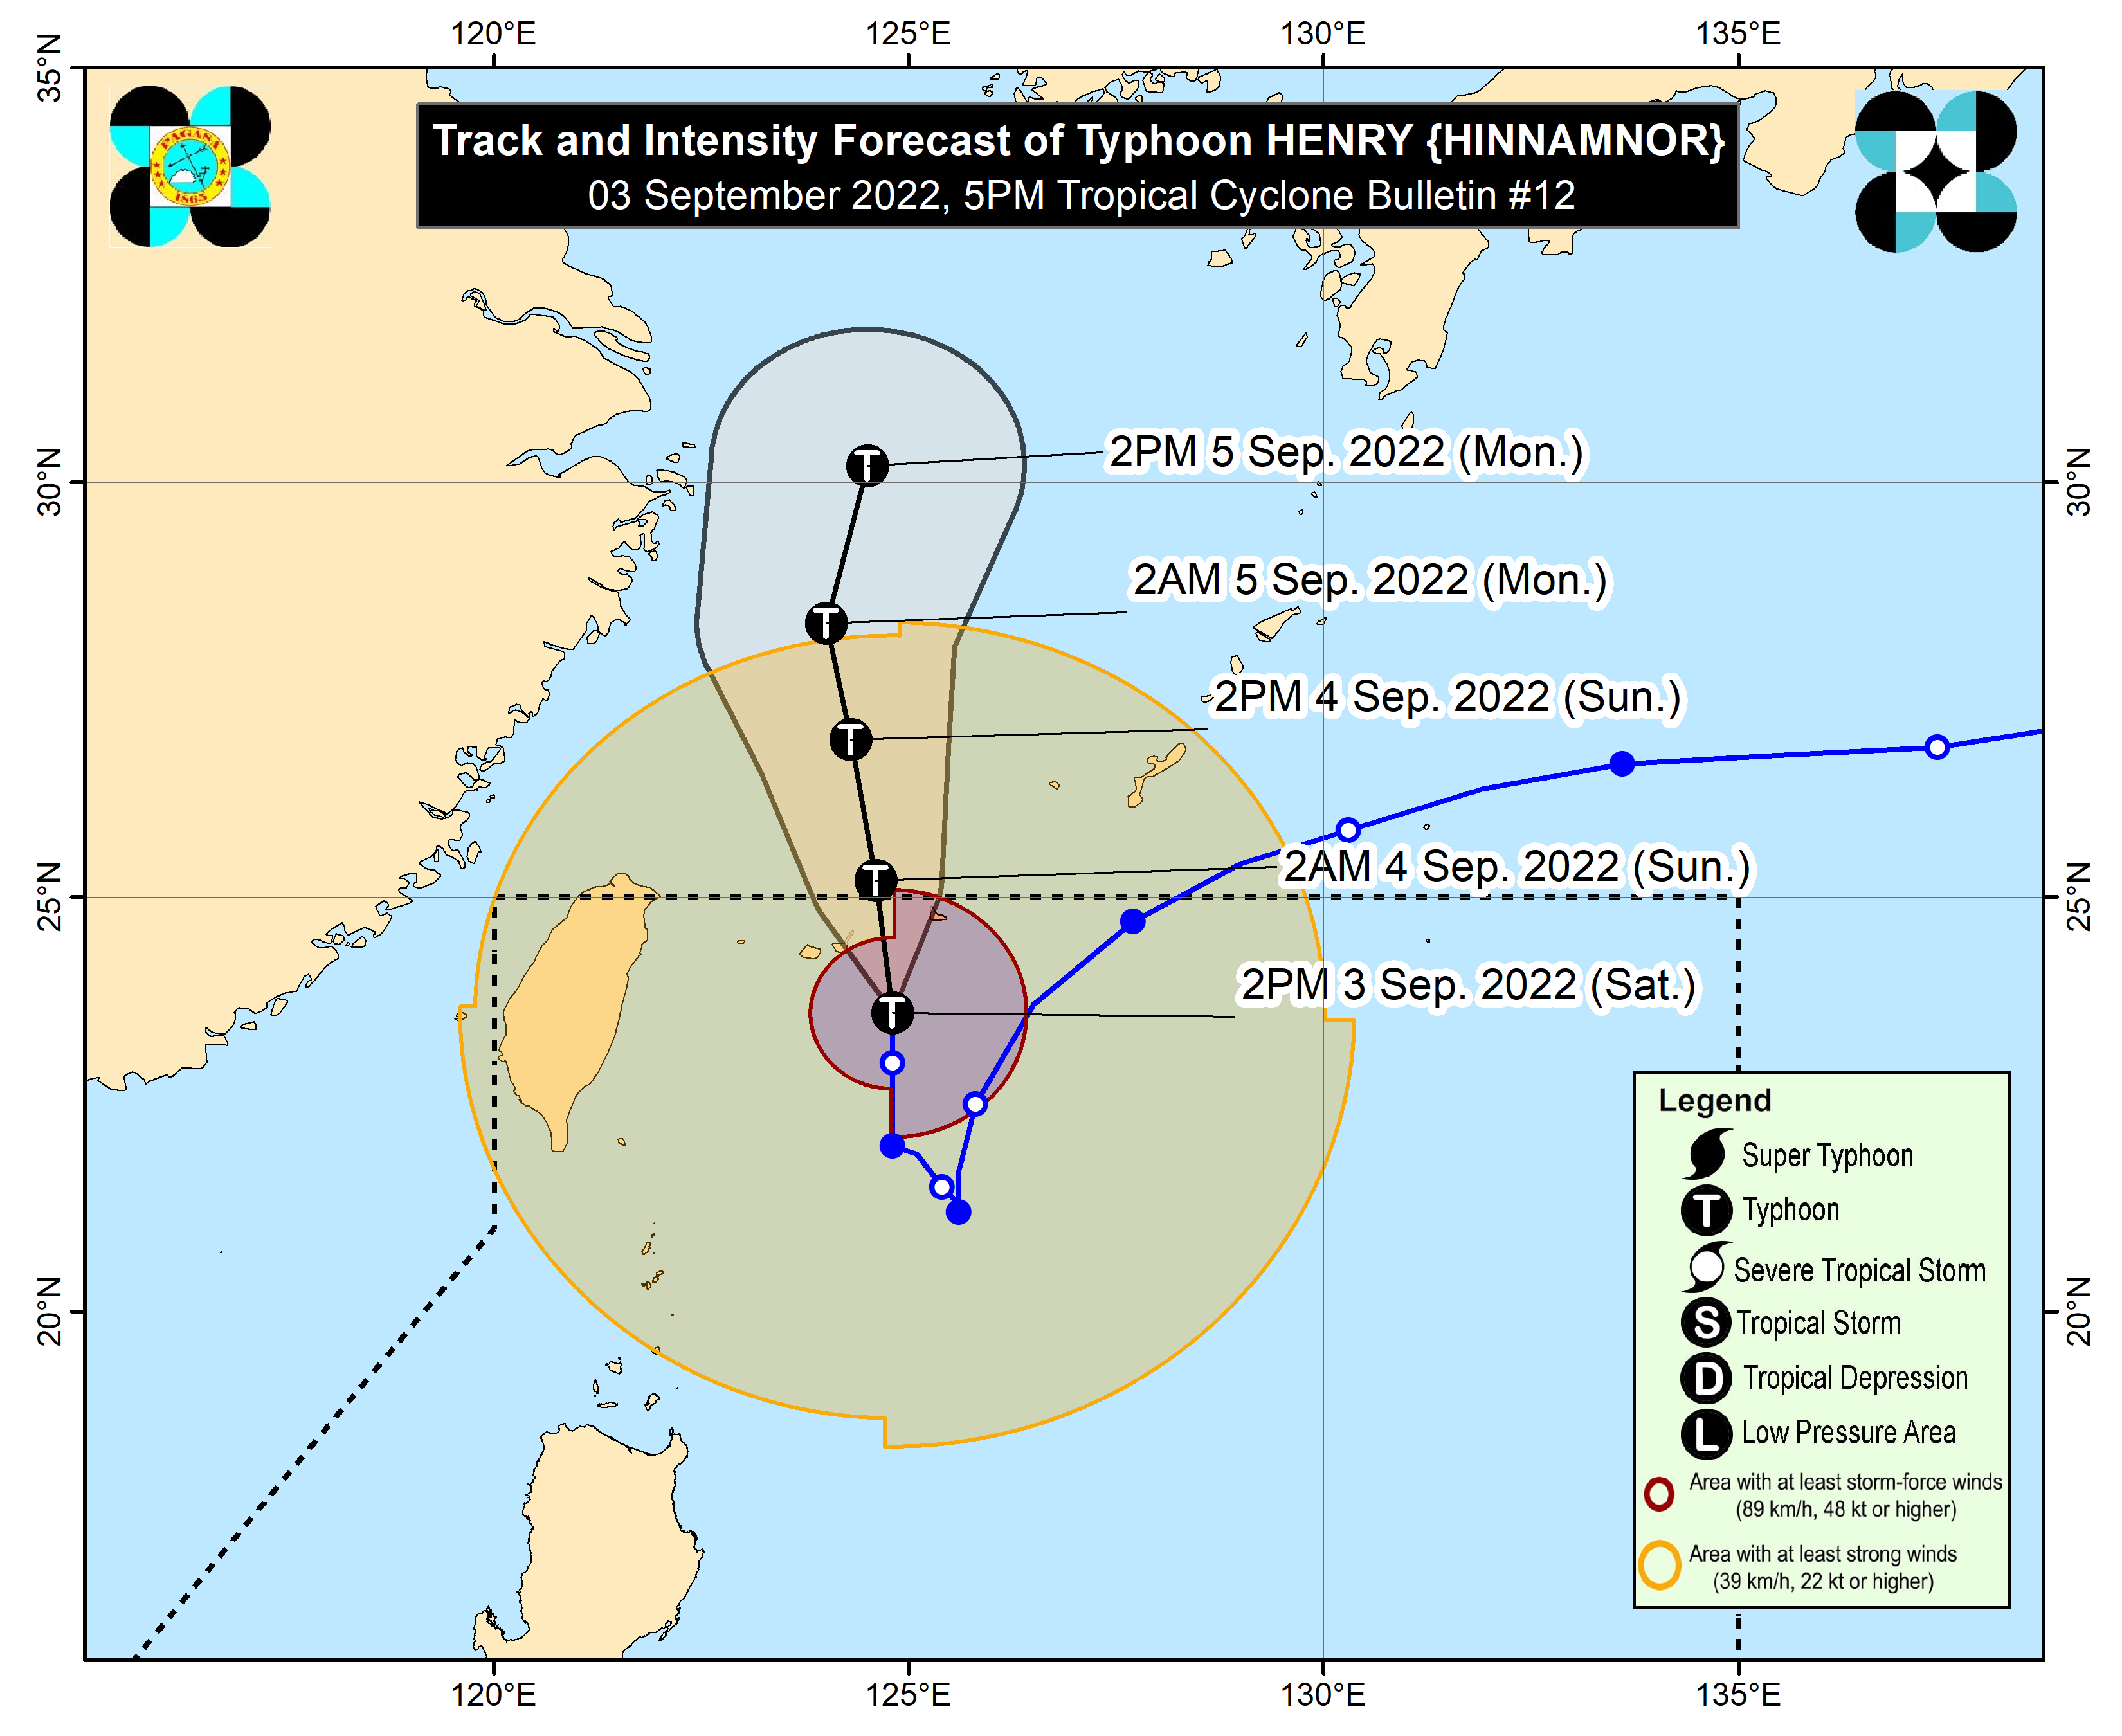 120°E 125°E 130°E 135°E
35°N
PAGASA
1865
Track and Intensity Forecast of Typhoon HENRY {HINNAMNOR}
03 September 2022, 5PM Tropical Cyclone Bulletin #12
T 2PM 5 Sep. 2022 (Mon.)
30°N 30°N
T 2AM 5 Sep. 2022 (Mon.)
T 2PM 4 Sep. 2022 (Sun.)
T 2AM 4 Sep. 2022 (Sun.)
25°N 25°N
T 2PM 3 Sep. 2022 (Sat.)
20°N 20°N
Legend
Super Typhoon
T Typhoon
Severe Tropical Storm
S Tropical Storm
D Tropical Depression
L Low Pressure Area
Area with at least storm-force winds
(89 km/h, 48 kt or higher)
Area with at least strong winds
(39 km/h, 22 kt or higher)
120°E 125°E 130°E 135°E